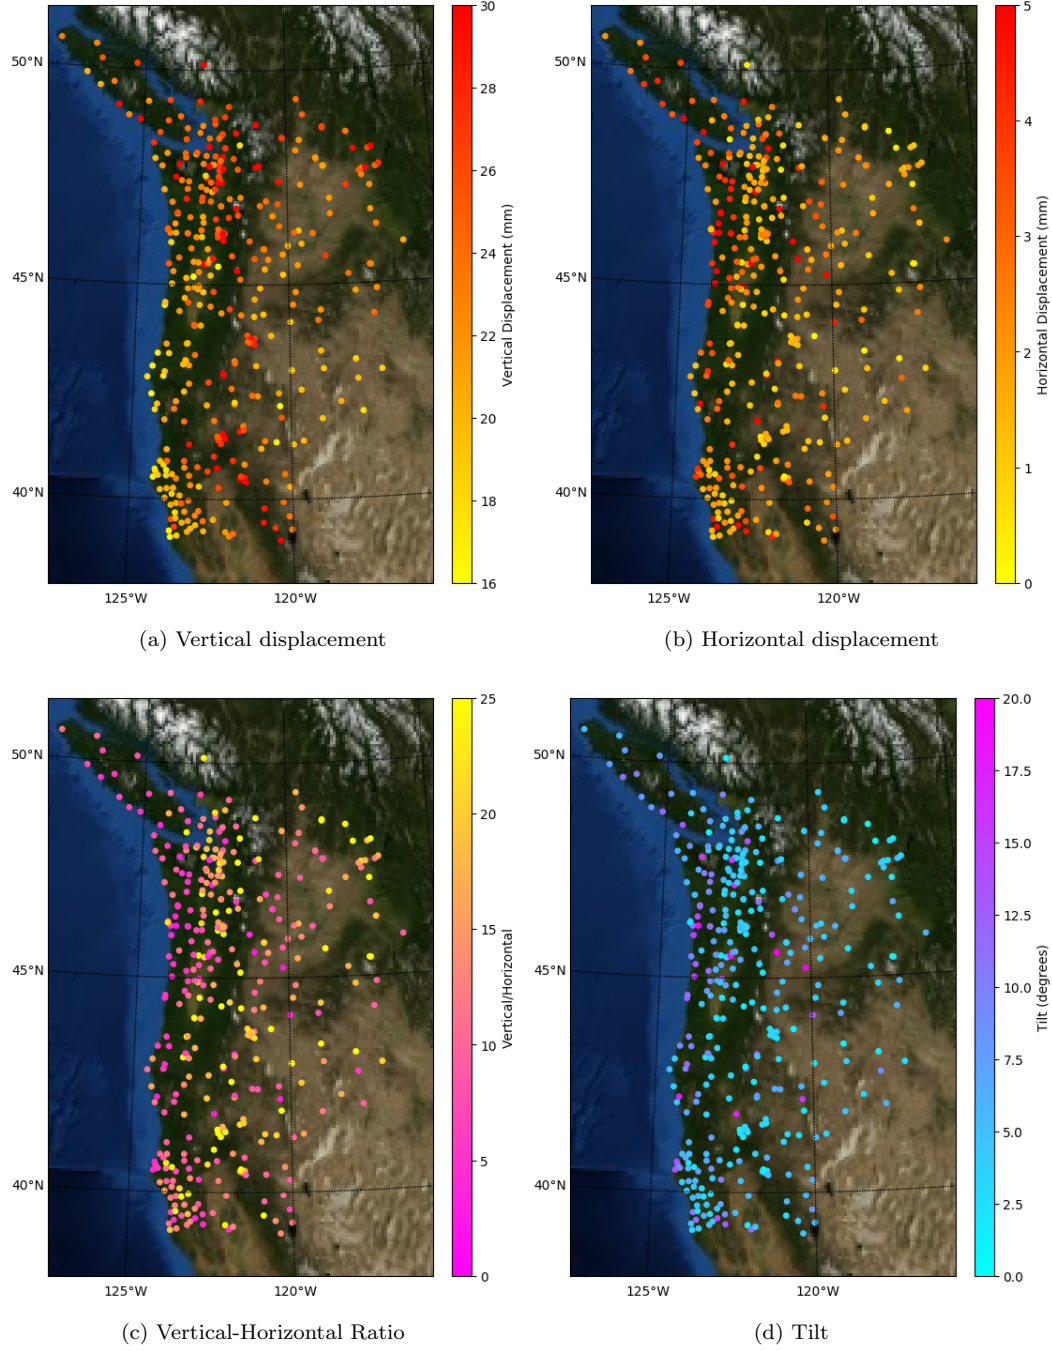 30
50°N
28
26
45°N
24
22
20
40°N
18
16
125°W
120°W
Vertical Displacement (mm)
(a) Vertical displacement
5
50°N
4
3
45°N
2
1
40°N
0
125°W
120°W
Horizontal Displacement (mm)
(b) Horizontal displacement
25
50°N
20
15
45°N
10
5
40°N
0
125°W
120°W
Vertical/Horizontal
(c) Vertical-Horizontal Ratio
20.0
50°N
17.5
15.0
12.5
45°N
10.0
7.5
5.0
40°N
2.5
0.0
125°W
120°W
Tilt (degrees)
(d) Tilt